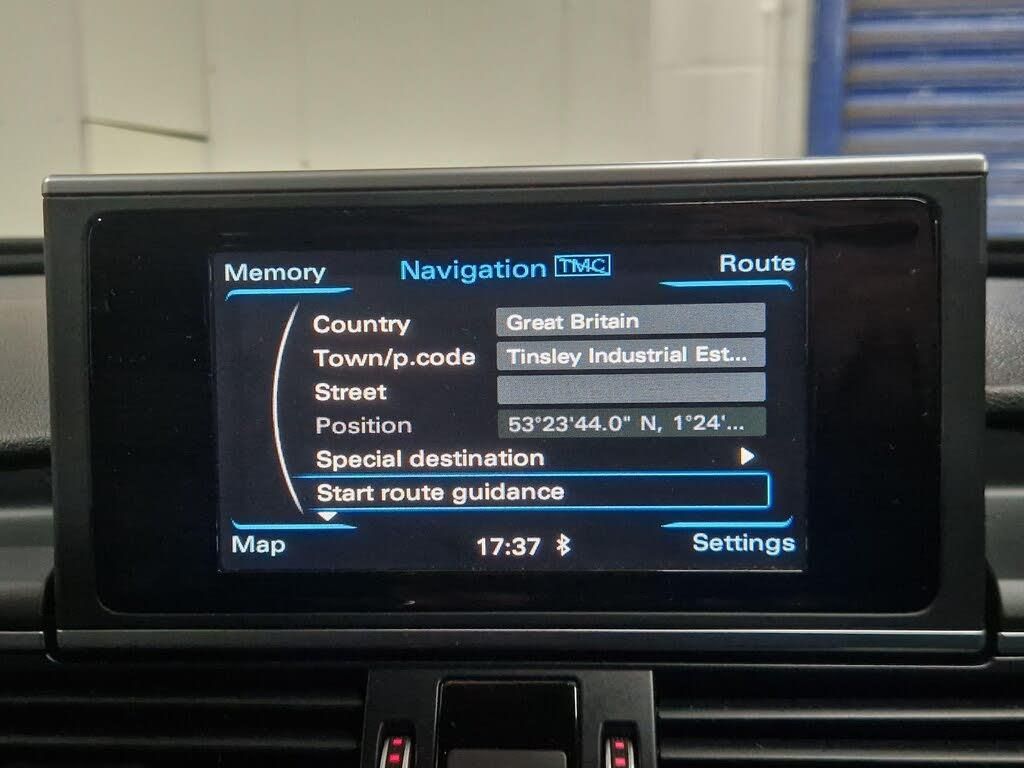 Memory Navigation TMC Route
Country Great Britain
Town/p.code Tinsley Industrial Est...
Street
Position 53°23'44.0" N, 1°24'...
Special destination
Start route guidance
Map 17:37 Settings